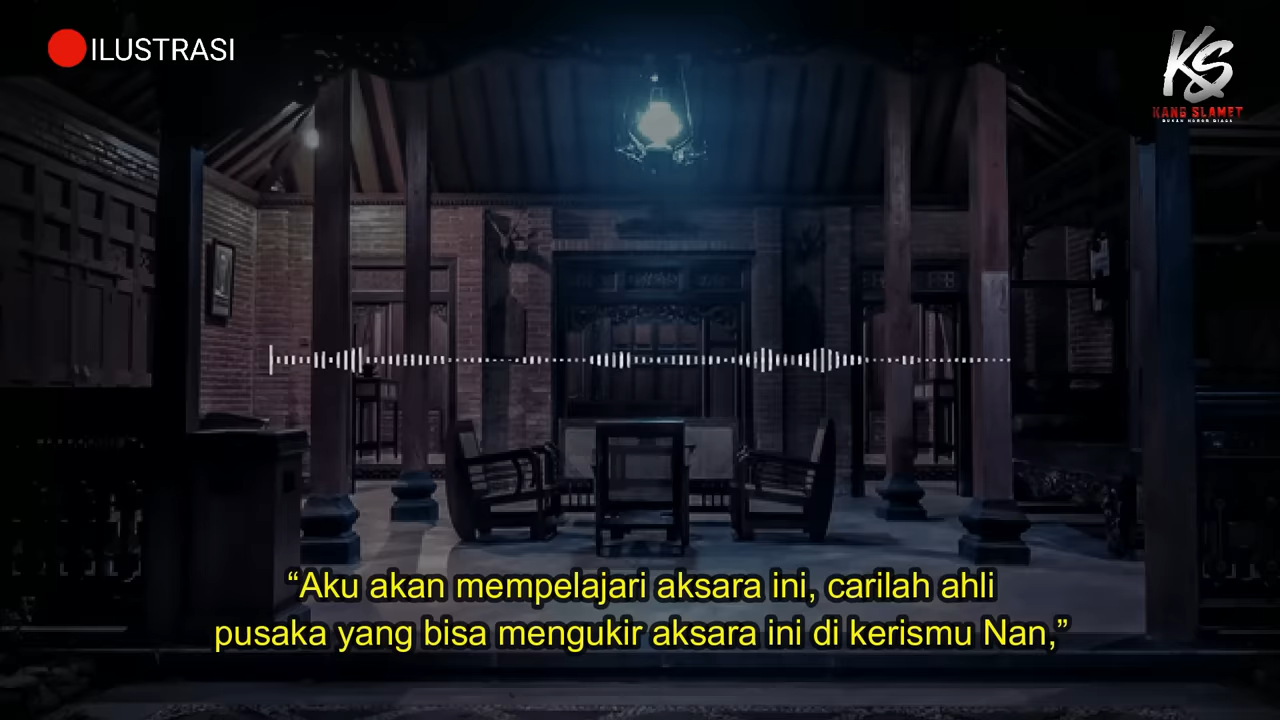 ILUSTRASI
KS
KANG SLAMET
“Aku akan mempelajari aksara ini, carilah ahli
pusaka yang bisa mengukir aksara ini di kerismu Nan,”